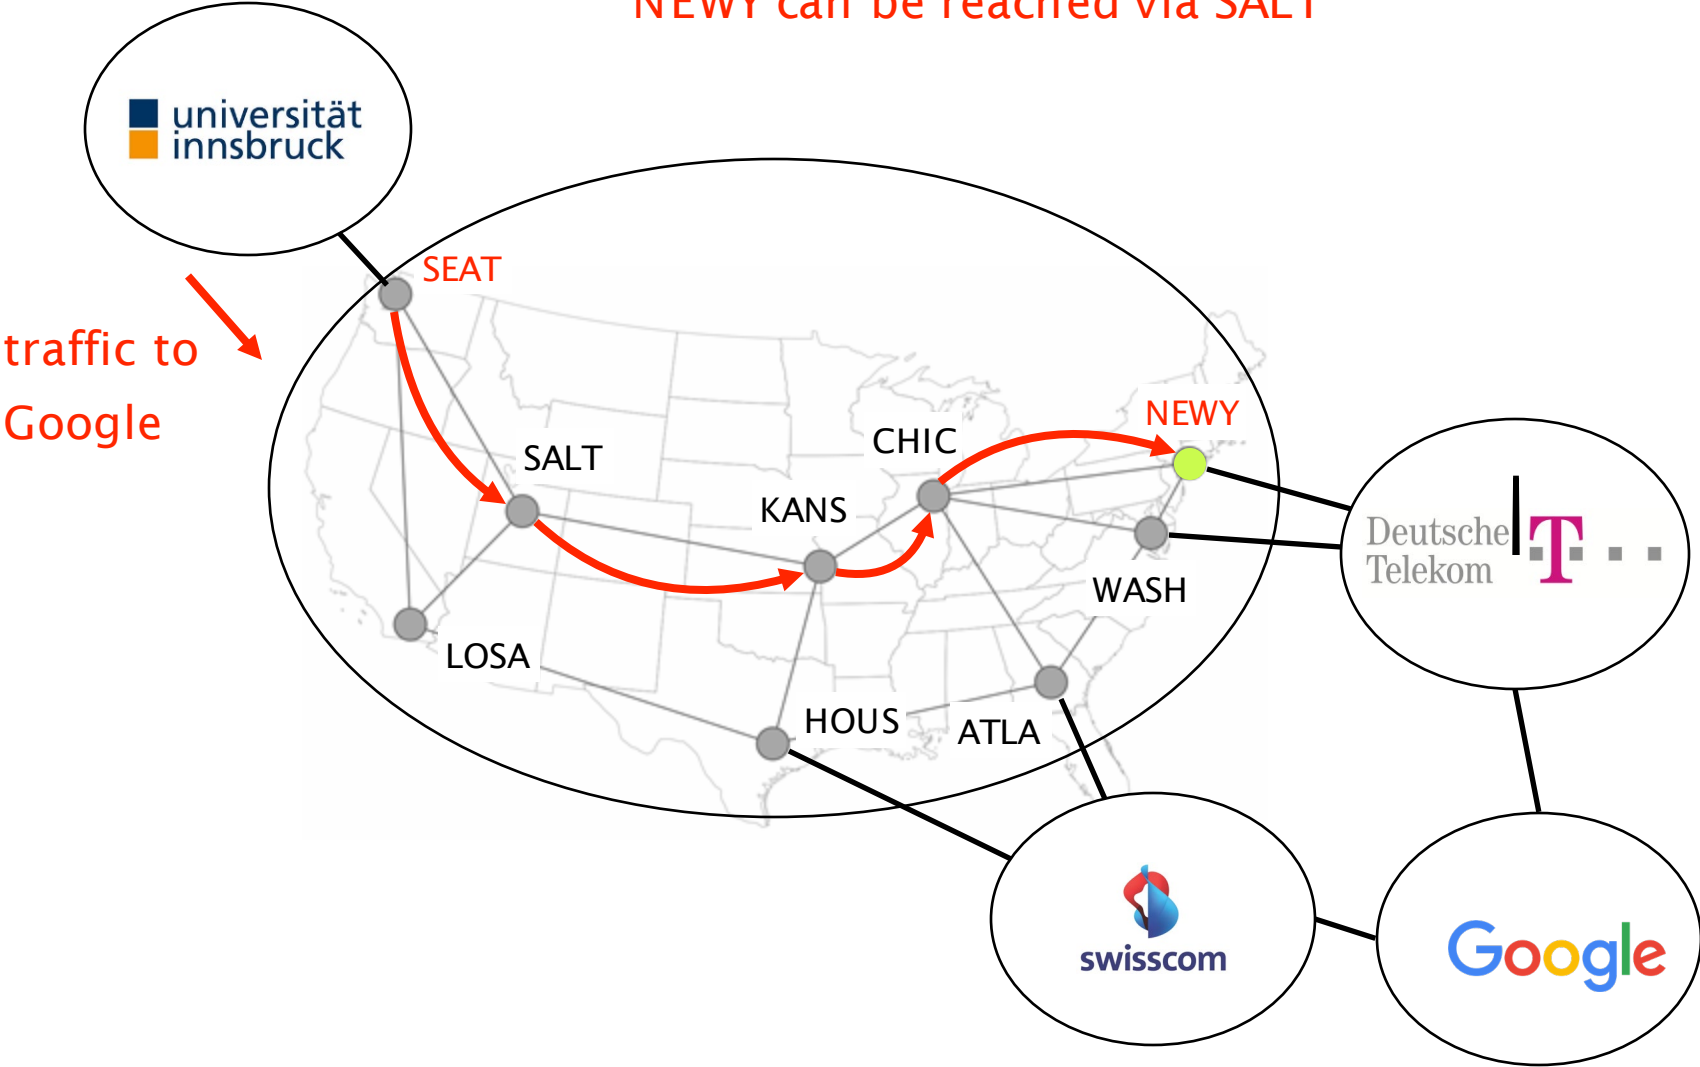 NEWY can be reached via SALT
universität
innsbruck
SEAT
traffic to
Google
NEWY
CHIC
SALT
KANS
Deutsche
Telekom
T
WASH
LOSA
HOUS
ATLA
swisscom
Google